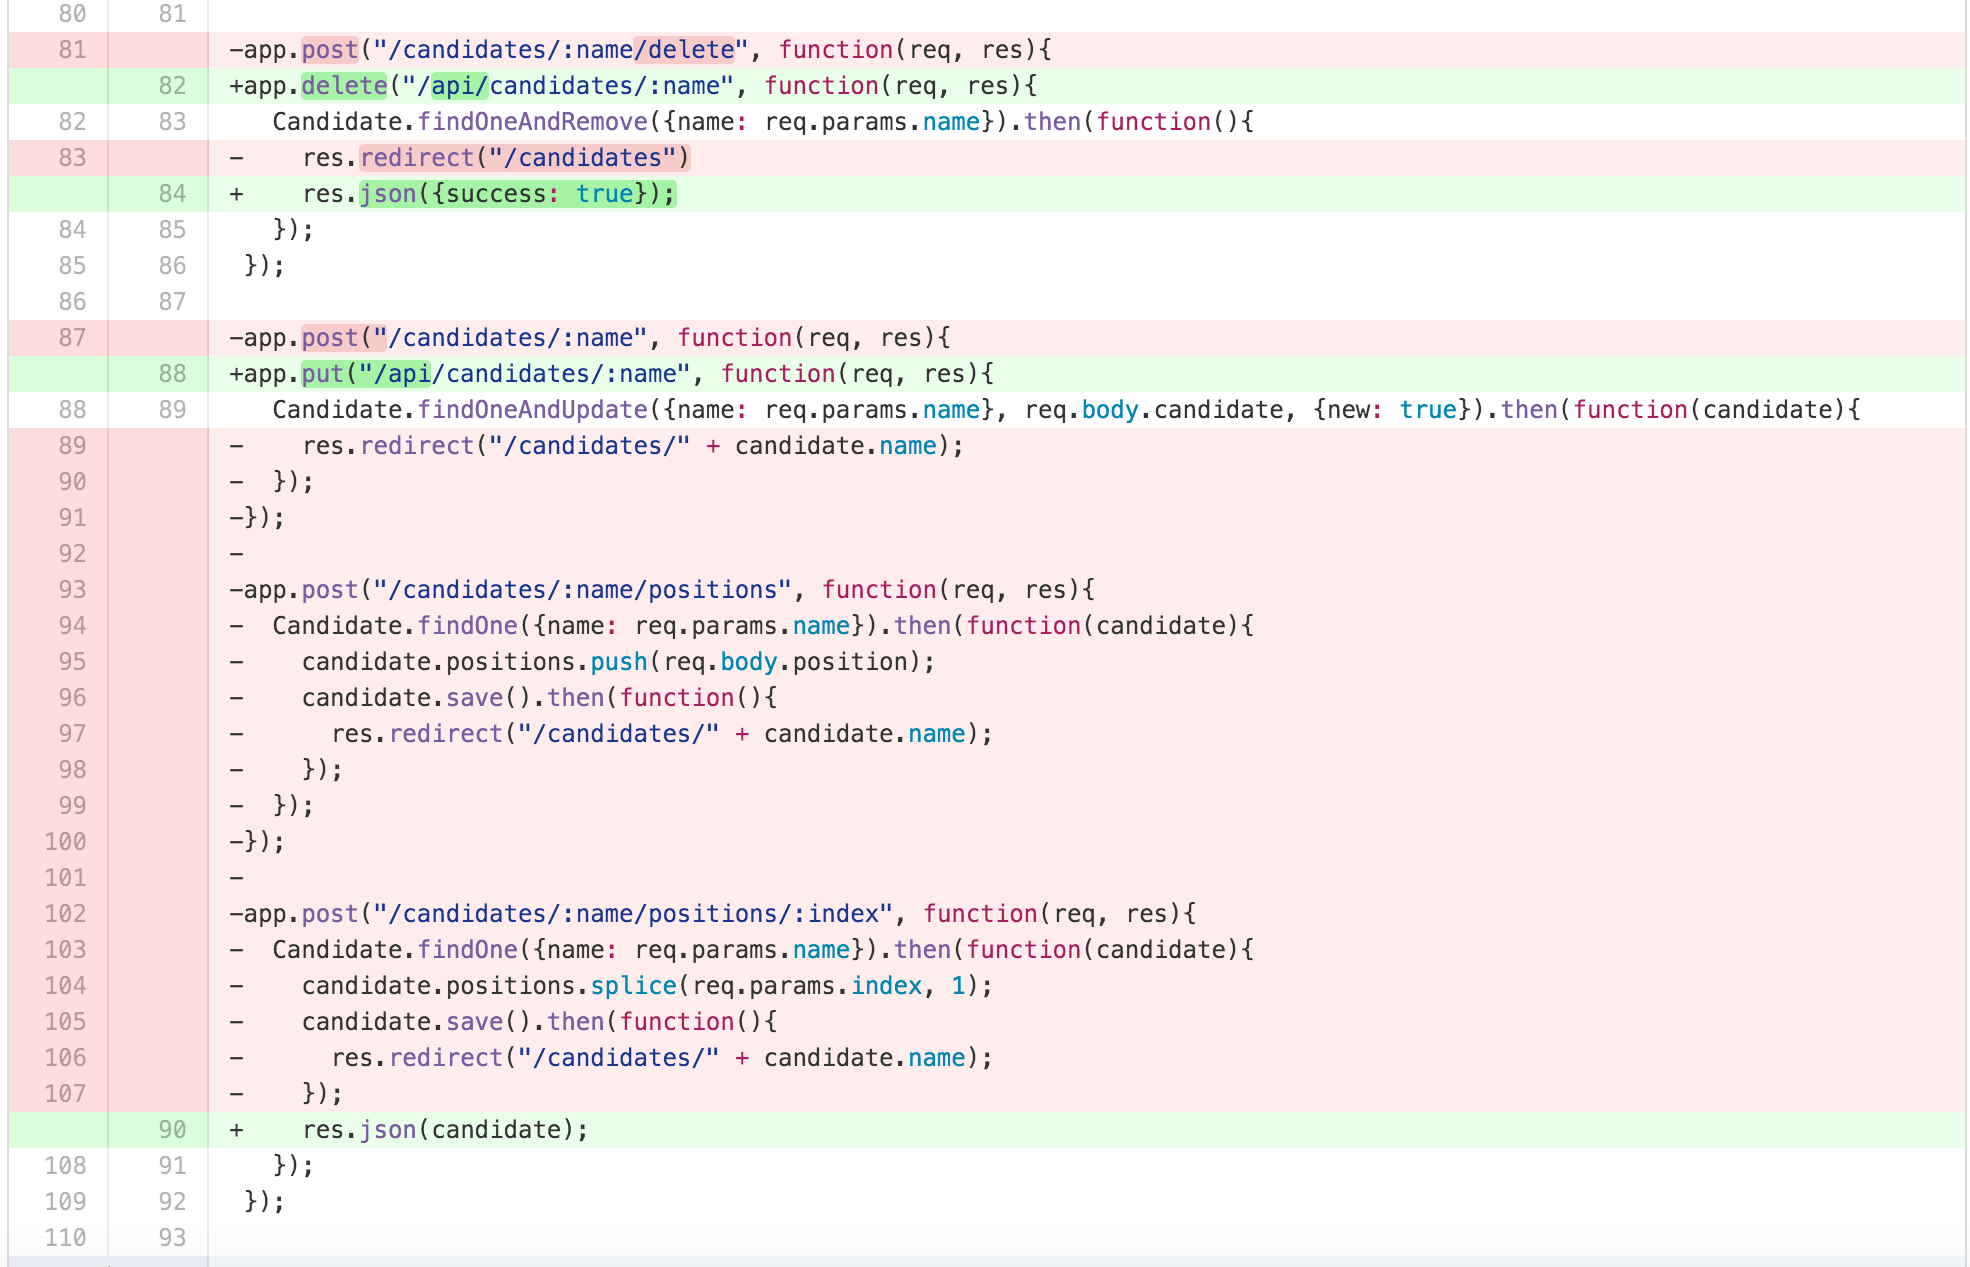 80 81
81 -app.post("/candidates/:name/delete", function(req, res){
82 +app.delete("/api/candidates/:name", function(req, res){
82 83 Candidate.findOneAndRemove({name: req.params.name}).then(function(){
83 - res.redirect("/candidates")
84 + res.json({success: true});
84 85 });
85 86 });
86 87
87 -app.post("/candidates/:name", function(req, res){
88 +app.put("/api/candidates/:name", function(req, res){
88 89 Candidate.findOneAndUpdate({name: req.params.name}, req.body.candidate, {new: true}).then(function(candidate){
89 - res.redirect("/candidates/" + candidate.name);
90 - });
91 -});
92 -
93 -app.post("/candidates/:name/positions", function(req, res){
94 - Candidate.findOne({name: req.params.name}).then(function(candidate){
95 - candidate.positions.push(req.body.position);
96 - candidate.save().then(function(){
97 - res.redirect("/candidates/" + candidate.name);
98 - });
99 - });
100 -});
101 -
102 -app.post("/candidates/:name/positions/:index", function(req, res){
103 - Candidate.findOne({name: req.params.name}).then(function(candidate){
104 - candidate.positions.splice(req.params.index, 1);
105 - candidate.save().then(function(){
106 - res.redirect("/candidates/" + candidate.name);
107 - });
90 + res.json(candidate);
108 91 });
109 92 });
110 93